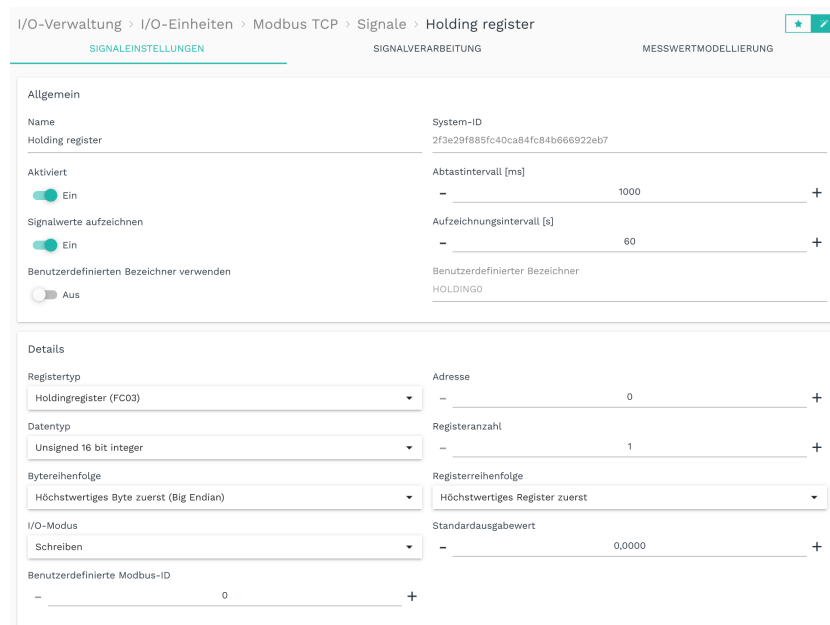 I/O-Verwaltung > I/O-Einheiten > Modbus TCP > Signale > Holding register
SIGNALEINSTELLUNGEN SIGNALVERARBEITUNG MESSWERTMODELLIERUNG
Allgemein
Name System-ID
Holding register 2f3e29f885fc40ca84fc84b666922eb7
Aktiviert Abtastintervall [ms]
Ein - 1000 +
Signalwerte aufzeichnen Aufzeichnungsintervall [s]
Ein - 60 +
Benutzerdefinierten Bezeichner verwenden Benutzerdefinierter Bezeichner
Aus HOLDING0
Details
Registertyp Adresse
Holdingregister (FC03) - 0 +
Datentyp Registeranzahl
Unsigned 16 bit integer - 1 +
Bytereihenfolge Registerreihenfolge
Höchstwertiges Byte zuerst (Big Endian) Höchstwertiges Register zuerst
I/O-Modus Standardausgabewert
Schreiben - 0,0000 +
Benutzerdefinierte Modbus-ID
- 0 +